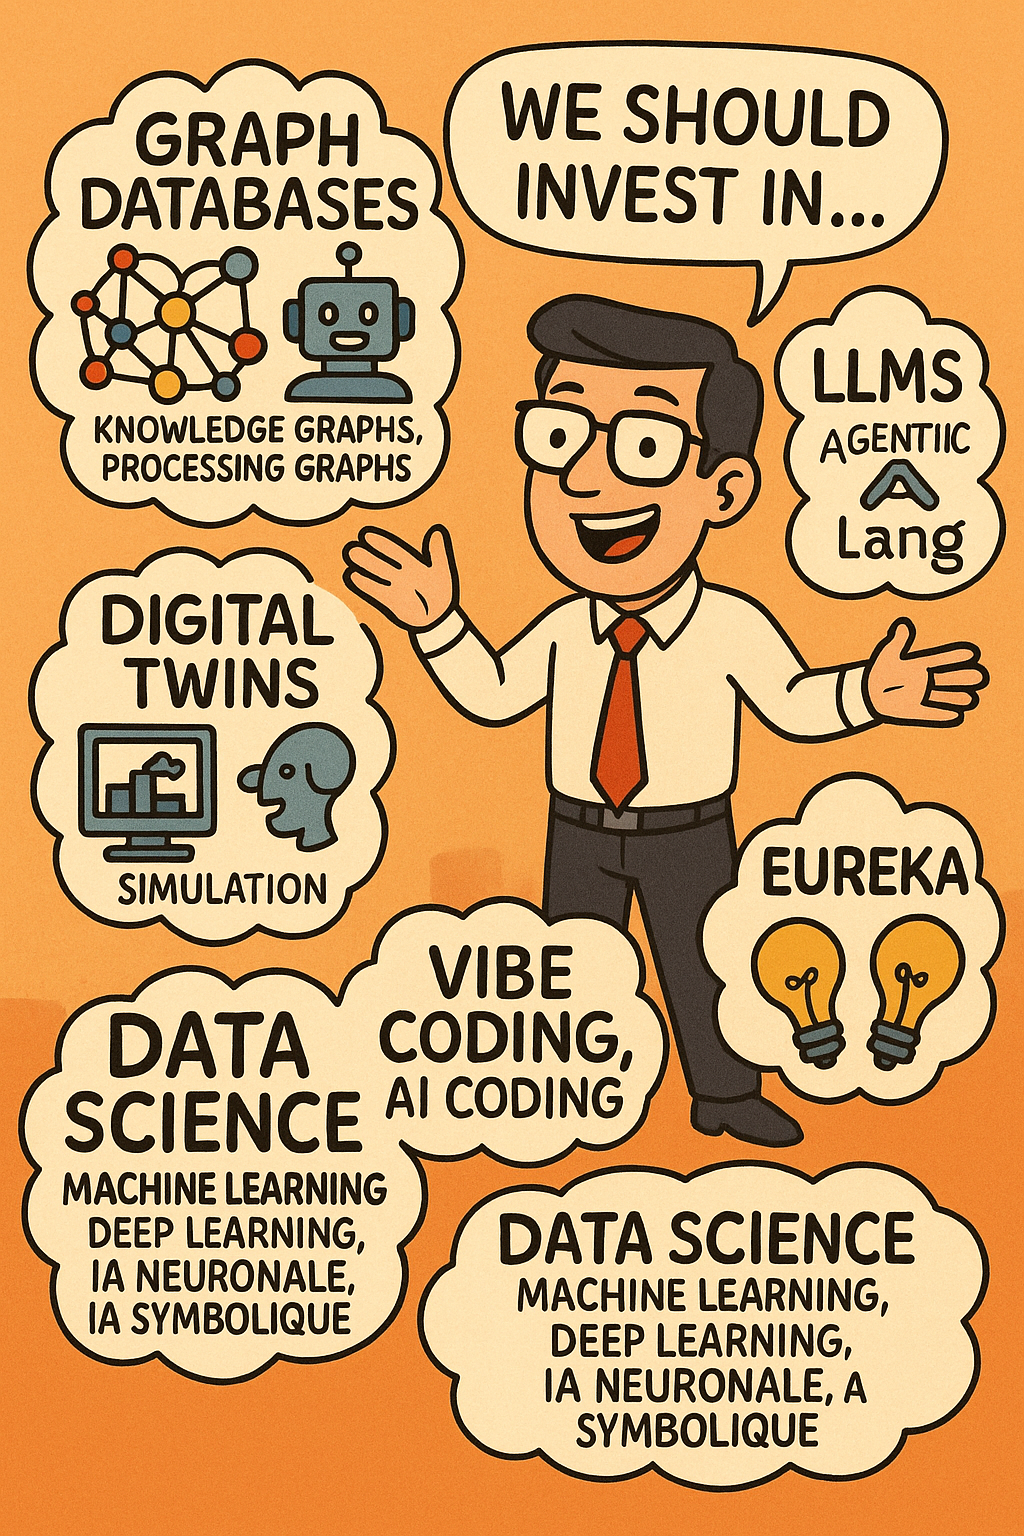 WE SHOULD
INVEST IN...
GRAPH
DATABASES
KNOWLEDGE GRAPHS,
PROCESSING GRAPHS
LLMS
AGENTIIC
A
Lang
DIGITAL
TWINS
SIMULATION
EUREKA
VIBE
CODING,
AI CODING
DATA
SCIENCE
MACHINE LEARNING
DEEP LEARNING,
IA NEURONALE,
IA SYMBOLIQUE
DATA SCIENCE
MACHINE LEARNING,
DEEP LEARNING,
IA NEURONALE, A
SYMBOLIQUE